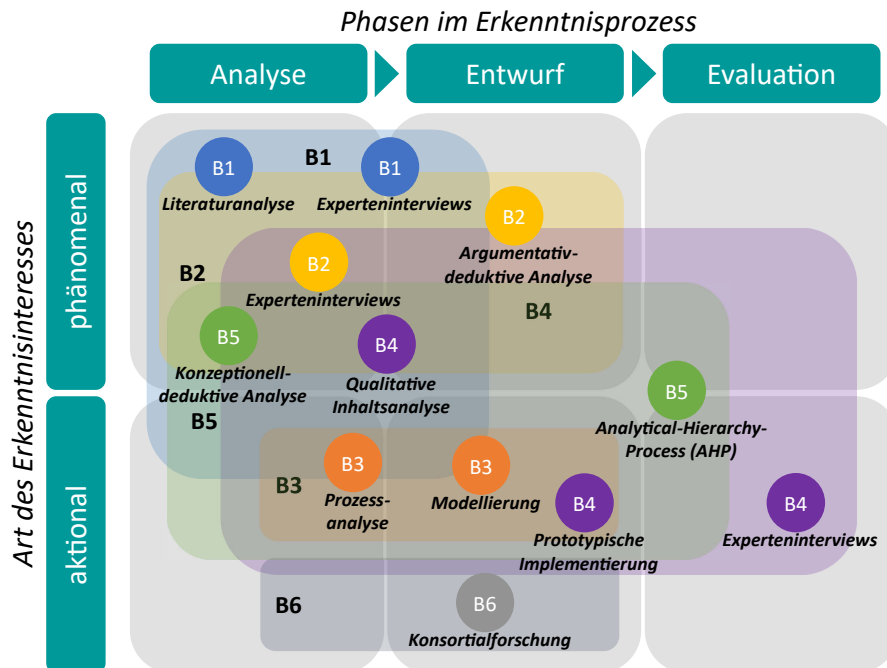 Phasen im Erkenntnisprozess
Analyse
Entwurf
Evaluation
Art des Erkenntnisinteresses
phänomenal
aktional
B1
B1
B1
Literaturanalyse
Experteninterviews
B2
Argumentativ-
deduktive Analyse
B2
B2
Experteninterviews
B4
B5
Konzeptionell-
deduktive Analyse
B4
Qualitative
Inhaltsanalyse
B5
B5
Analytical-Hierarchy-
Process (AHP)
B3
B3
Prozess-
analyse
B3
Modellierung
B4
Prototypische
Implementierung
B4
Experteninterviews
B6
B6
Konsortialforschung